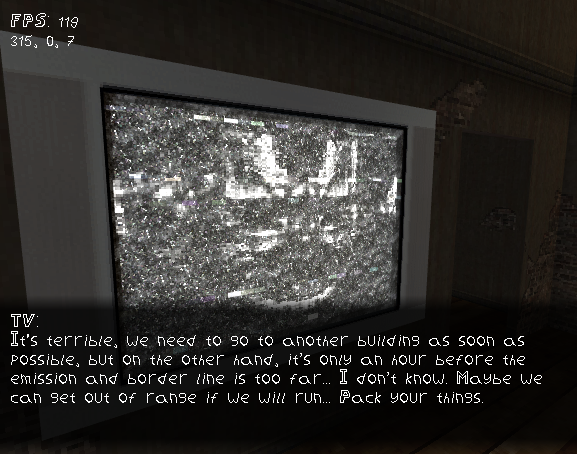 FPS: 119
315, 0, 7
TV:
It's terrible, we need to go to another building as soon as
possible, but on the other hand, it's only an hour before the
emission and border line is too far... I don't know. Maybe we
can get out of range if we will run... Pack your things.